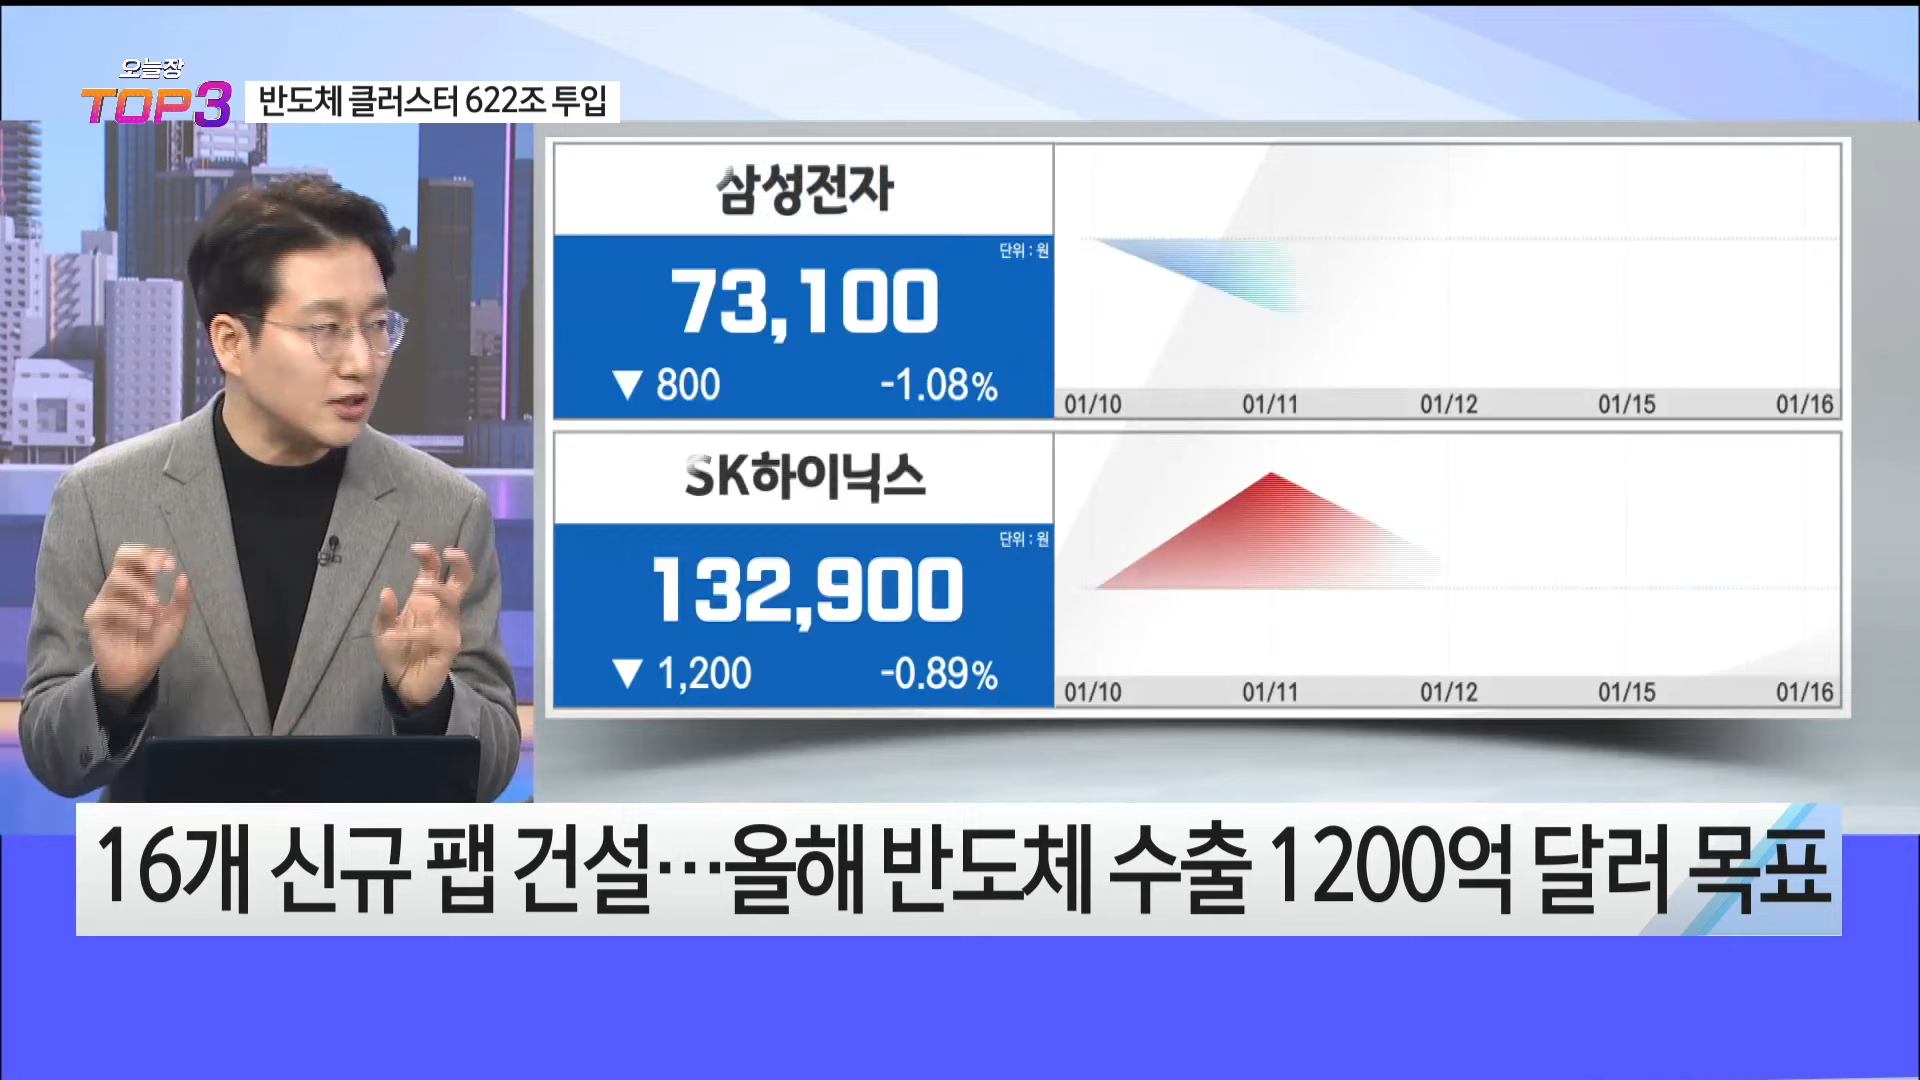 오늘장
TOP3
반도체 클러스터 622조 투입
삼성전자
단위 : 원
73,100
▼ 800 -1.08%
01/10 01/11 01/12 01/15 01/16
SK하이닉스
단위 : 원
132,900
▼ 1,200 -0.89%
01/10 01/11 01/12 01/15 01/16
16개 신규 팹 건설…올해 반도체 수출 1200억 달러 목표